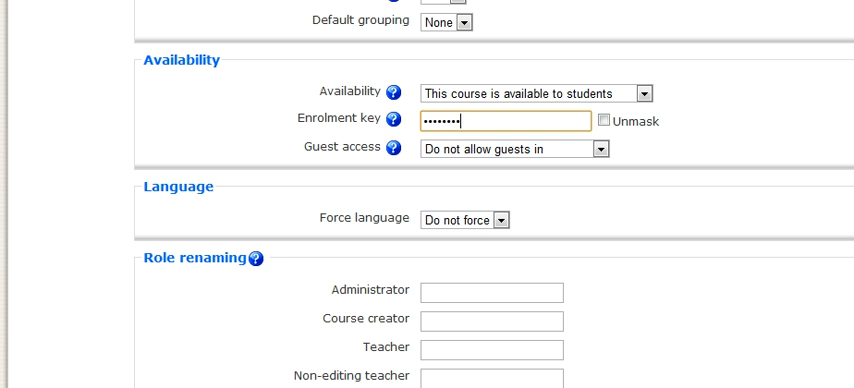 Default grouping None
Availability
Availability This course is available to students
Enrolment key •••••••• Unmask
Guest access Do not allow guests in
Language
Force language Do not force
Role renaming
Administrator
Course creator
Teacher
Non-editing teacher